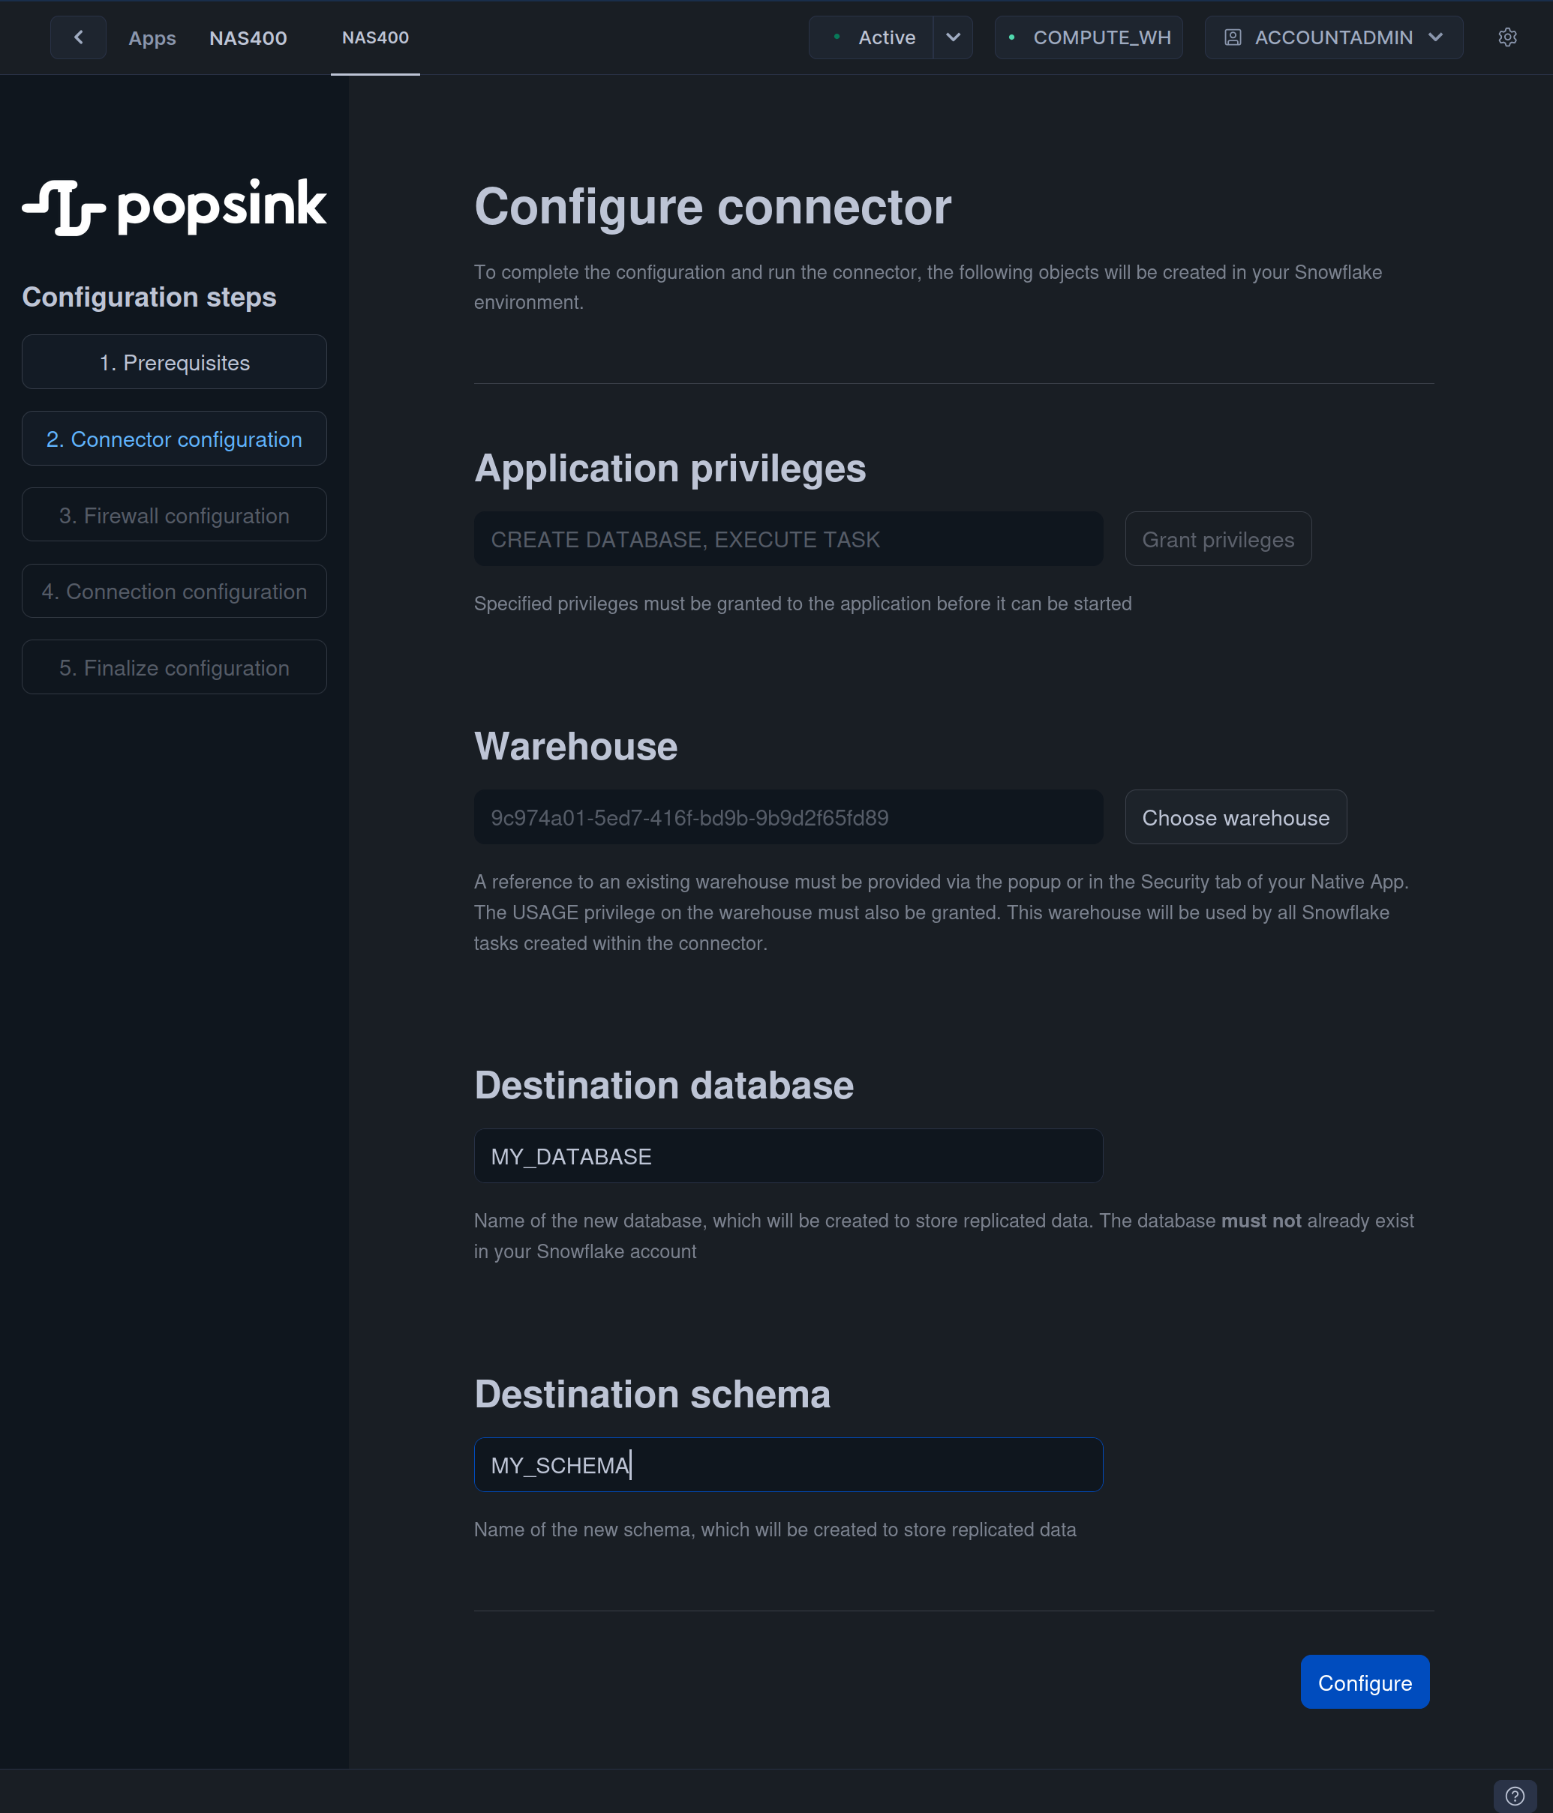 Apps NAS400 NAS400 Active COMPUTE_WH ACCOUNTADMIN
popsink
Configuration steps
1. Prerequisites
2. Connector configuration
3. Firewall configuration
4. Connection configuration
5. Finalize configuration
Configure connector
To complete the configuration and run the connector, the following objects will be created in your Snowflake
environment.
Application privileges
CREATE DATABASE, EXECUTE TASK Grant privileges
Specified privileges must be granted to the application before it can be started
Warehouse
9c974a01-5ed7-416f-bd9b-9b9d2f65fd89 Choose warehouse
A reference to an existing warehouse must be provided via the popup or in the Security tab of your Native App.
The USAGE privilege on the warehouse must also be granted. This warehouse will be used by all Snowflake
tasks created within the connector.
Destination database
MY_DATABASE
Name of the new database, which will be created to store replicated data. The database must not already exist
in your Snowflake account
Destination schema
MY_SCHEMA
Name of the new schema, which will be created to store replicated data
Configure